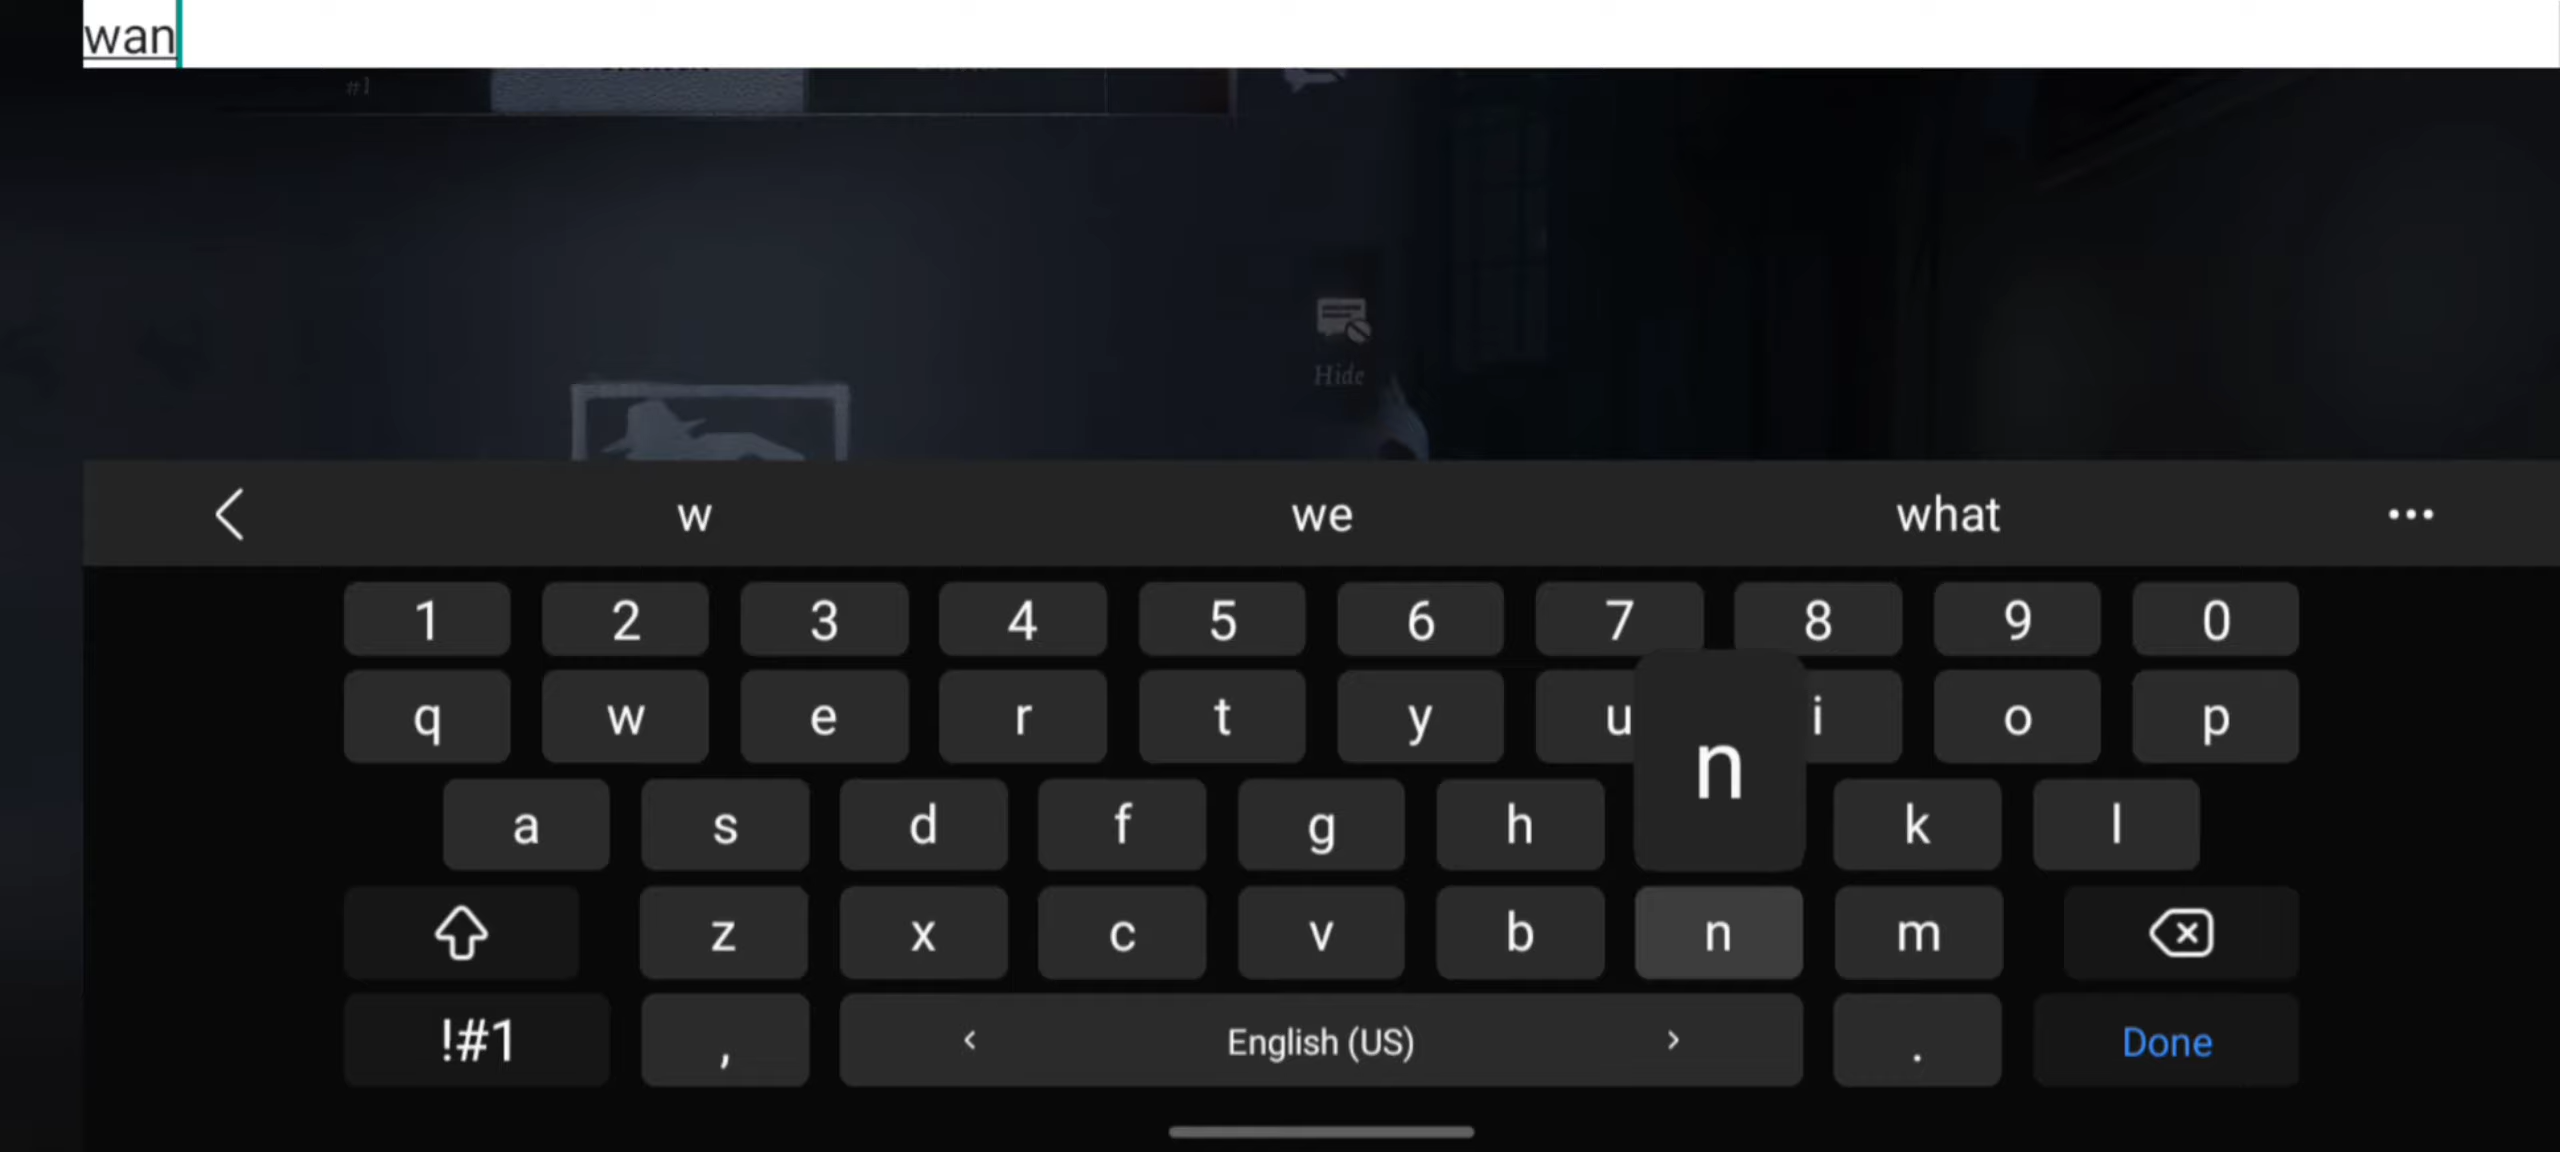 wan
#1
Hide
w we what
1 2 3 4 5 6 7 8 9 0
q w e r t y u i o p
n
a s d f g h k l
z x c v b n m
!#1 , < English (US) > . Done